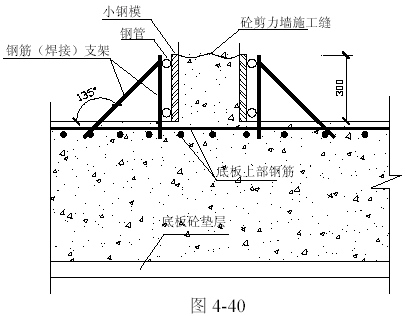 小钢模
砼剪力墙施工缝
钢管
钢筋（焊接）支架
135°
300
底板上部钢筋
底板砼垫层
图 4-40